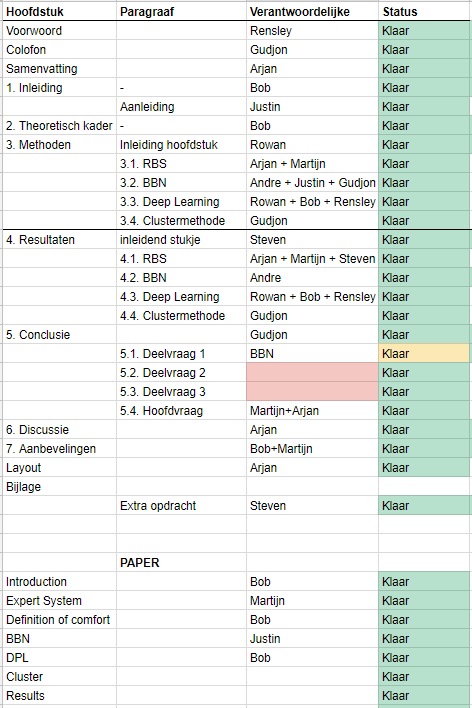 Hoofdstuk Paragraaf Verantwoordelijke Status
Voorwoord Rensley Klaar
Colofon Gudjon Klaar
Samenvatting Arjan Klaar
1. Inleiding - Bob Klaar
Aanleiding Justin Klaar
2. Theoretisch kader - Bob Klaar
3. Methoden Inleiding hoofdstuk Rowan Klaar
3.1. RBS Arjan + Martijn Klaar
3.2. BBN Andre + Justin + Gudjon Klaar
3.3. Deep Learning Rowan + Bob + Rensley Klaar
3.4. Clustermethode Gudjon Klaar
4. Resultaten inleidend stukje Steven Klaar
4.1. RBS Arjan + Martijn + Steven Klaar
4.2. BBN Andre Klaar
4.3. Deep Learning Rowan + Bob + Rensley Klaar
4.4. Clustermethode Gudjon Klaar
5. Conclusie Gudjon Klaar
5.1. Deelvraag 1 BBN Klaar
5.2. Deelvraag 2 Klaar
5.3. Deelvraag 3 Klaar
5.4. Hoofdvraag Martijn+Arjan Klaar
6. Discussie Arjan Klaar
7. Aanbevelingen Bob+Martijn Klaar
Layout Arjan Klaar
Bijlage
Extra opdracht Steven Klaar
PAPER
Introduction Bob Klaar
Expert System Martijn Klaar
Definition of comfort Bob Klaar
BBN Justin Klaar
DPL Bob Klaar
Cluster Klaar
Results Klaar